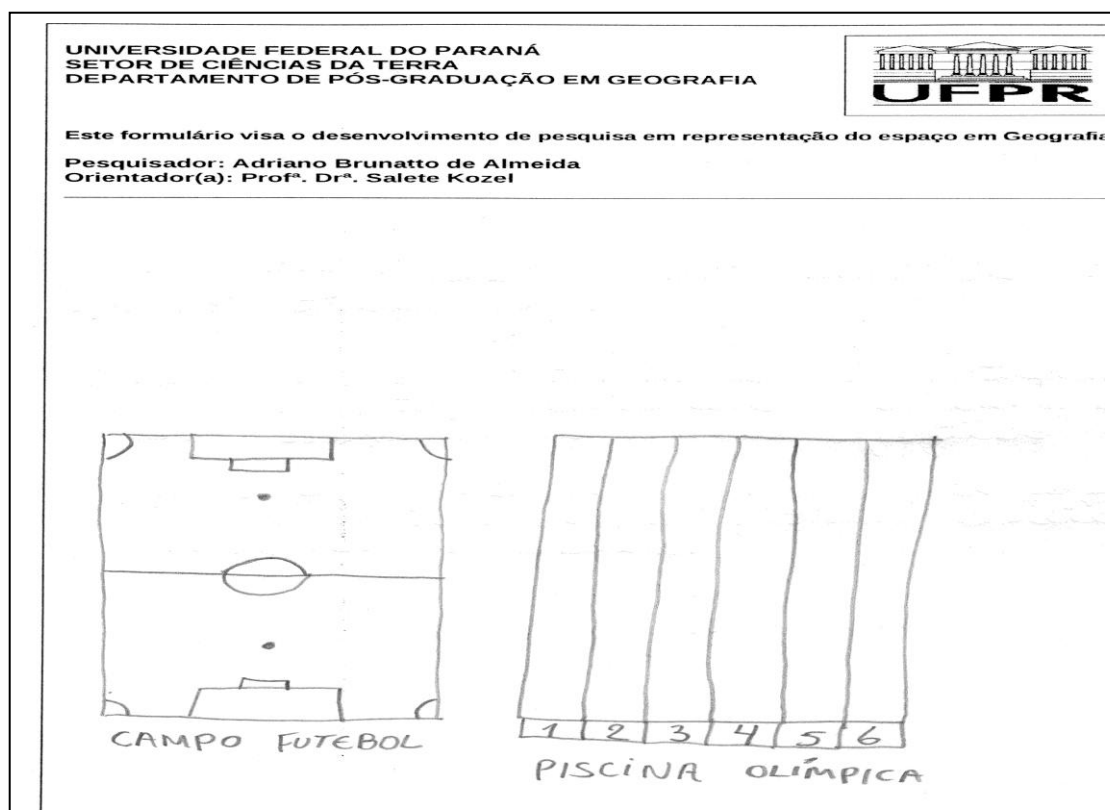 UNIVERSIDADE FEDERAL DO PARANÁ
SETOR DE CIÊNCIAS DA TERRA
DEPARTAMENTO DE PÓS-GRADUAÇÃO EM GEOGRAFIA
UFPR
Este formulário visa o desenvolvimento de pesquisa em representação do espaço em Geografia
Pesquisador: Adriano Brunatto de Almeida
Orientador(a): Profª. Drª. Salete Kozel
1 2 3 4 5 6
CAMPO FUTEBOL
PISCINA OLÍMPICA